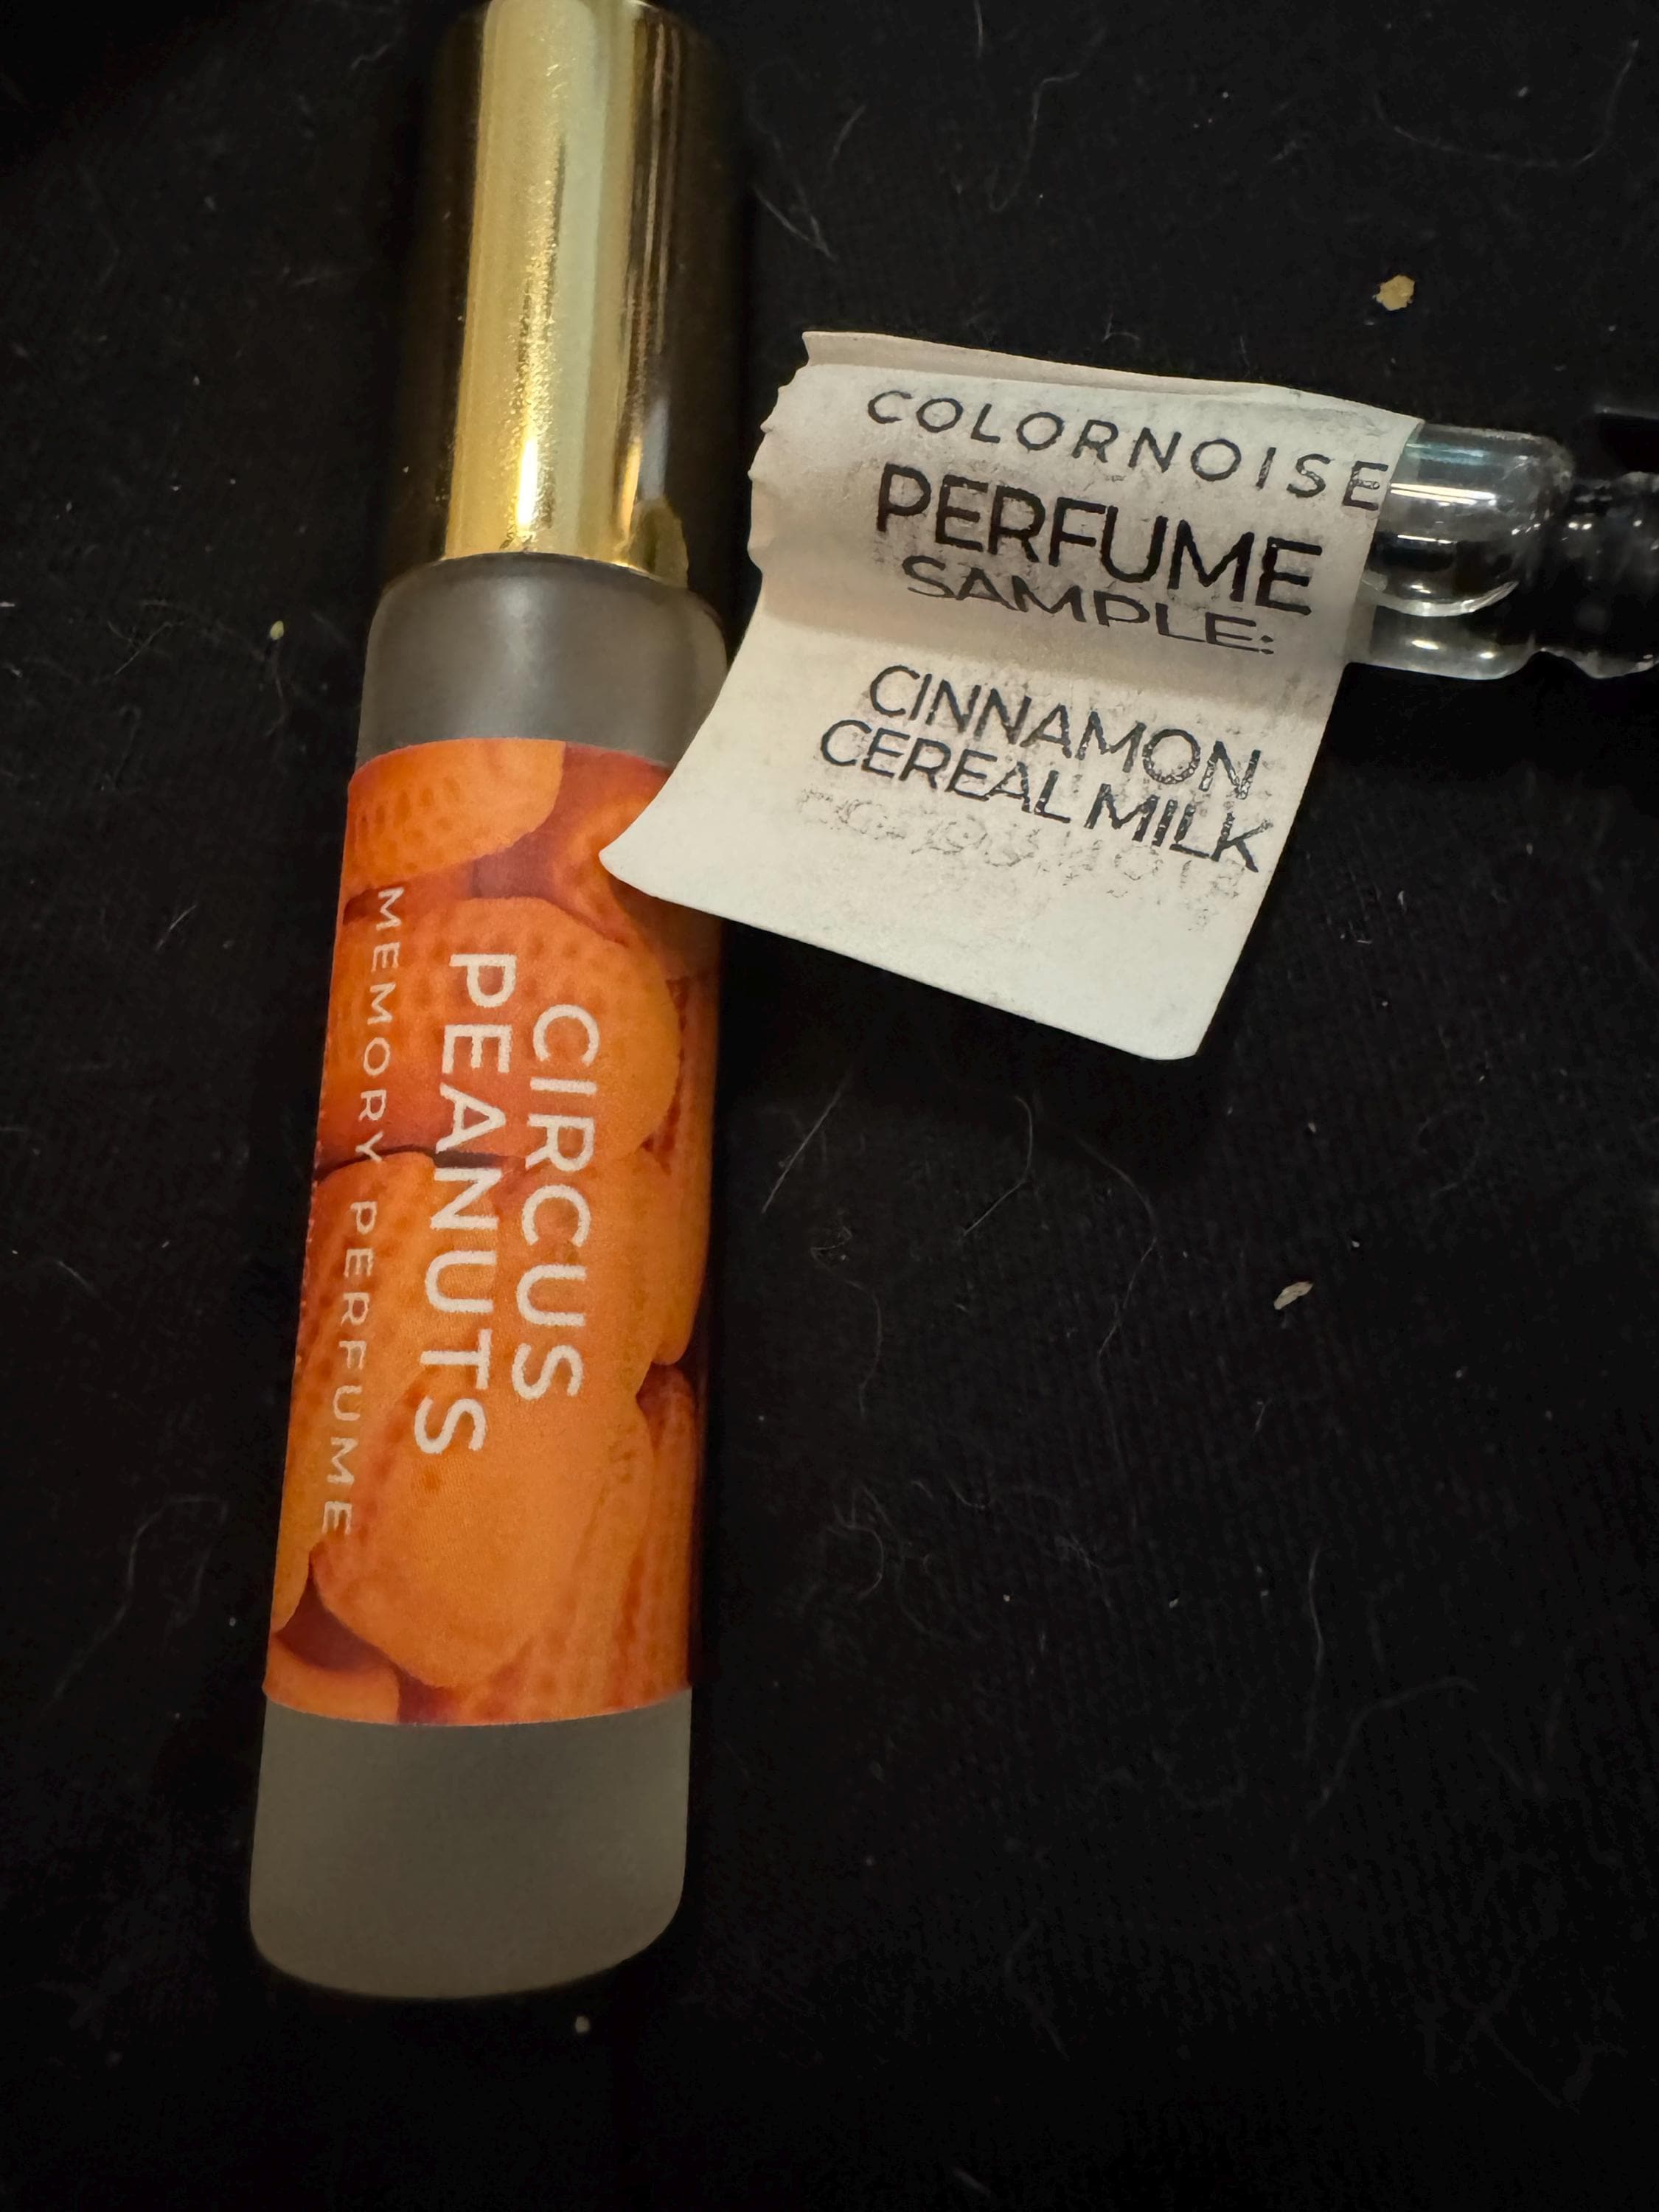 CIRCUS
PEANUTS
MEMORY PERFUME
COLORNOISE
PERFUME
SAMPLE:
CINNAMON
CEREAL MILK